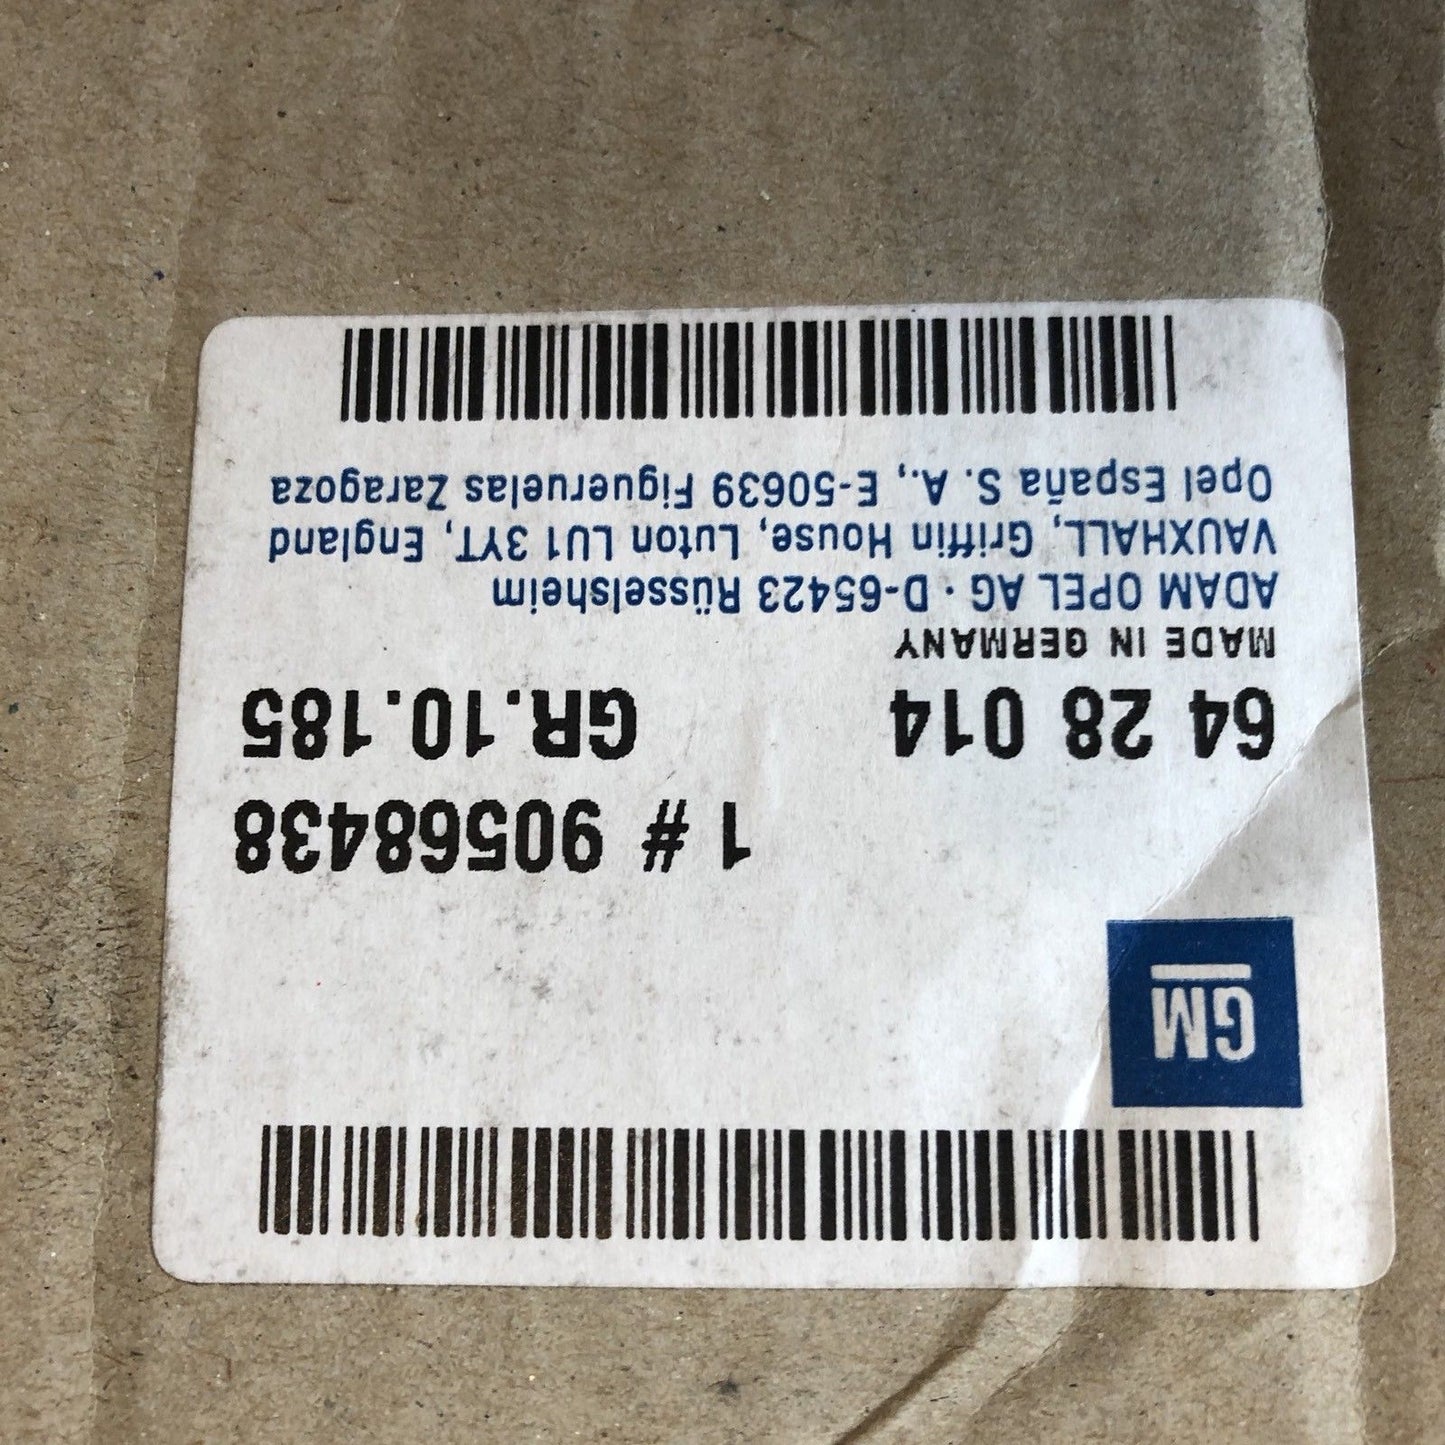 GM
1 # 90568438
64 28 014 GR.10.185
MADE IN GERMANY
ADAM OPEL AG · D-65423 Rüsselsheim
VAUXHALL, Griffin House, Luton LU1 3YT, England
Opel España S. A., E-50639 Figueruelas Zaragoza